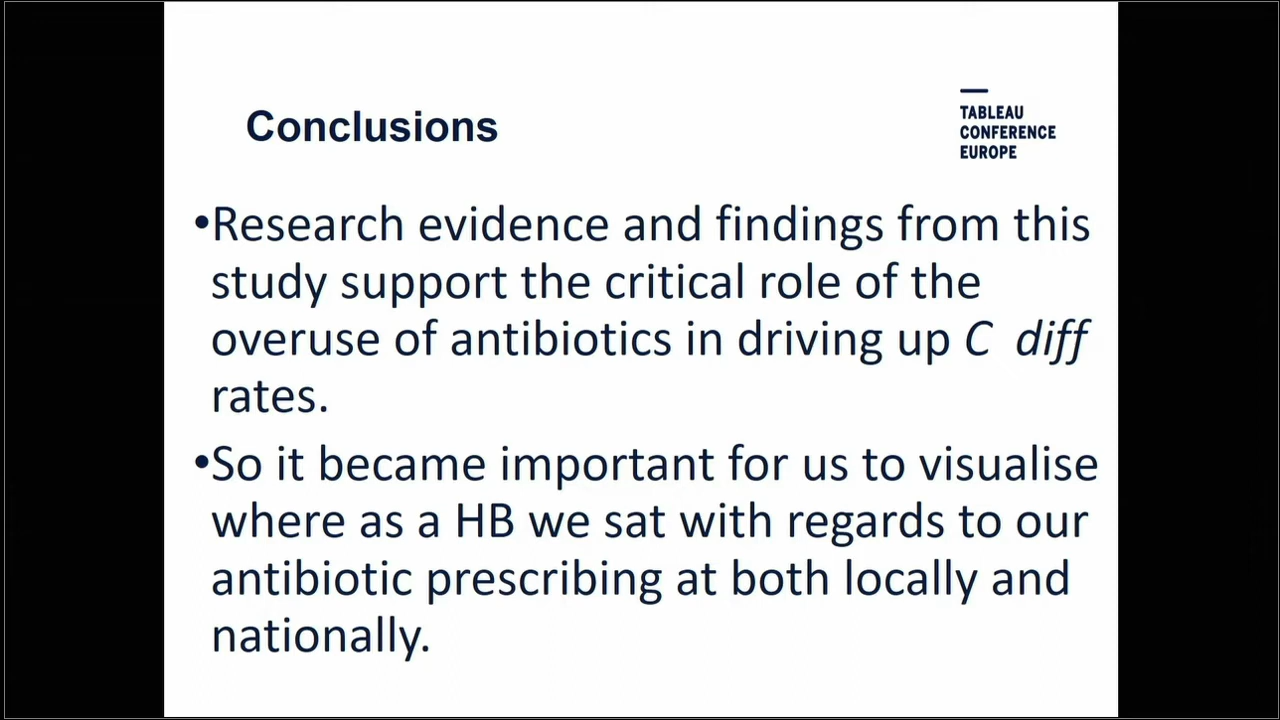 Conclusions
TABLEAU
CONFERENCE
EUROPE
•Research evidence and findings from this
study support the critical role of the
overuse of antibiotics in driving up C diff
rates.
•So it became important for us to visualise
where as a HB we sat with regards to our
antibiotic prescribing at both locally and
nationally.